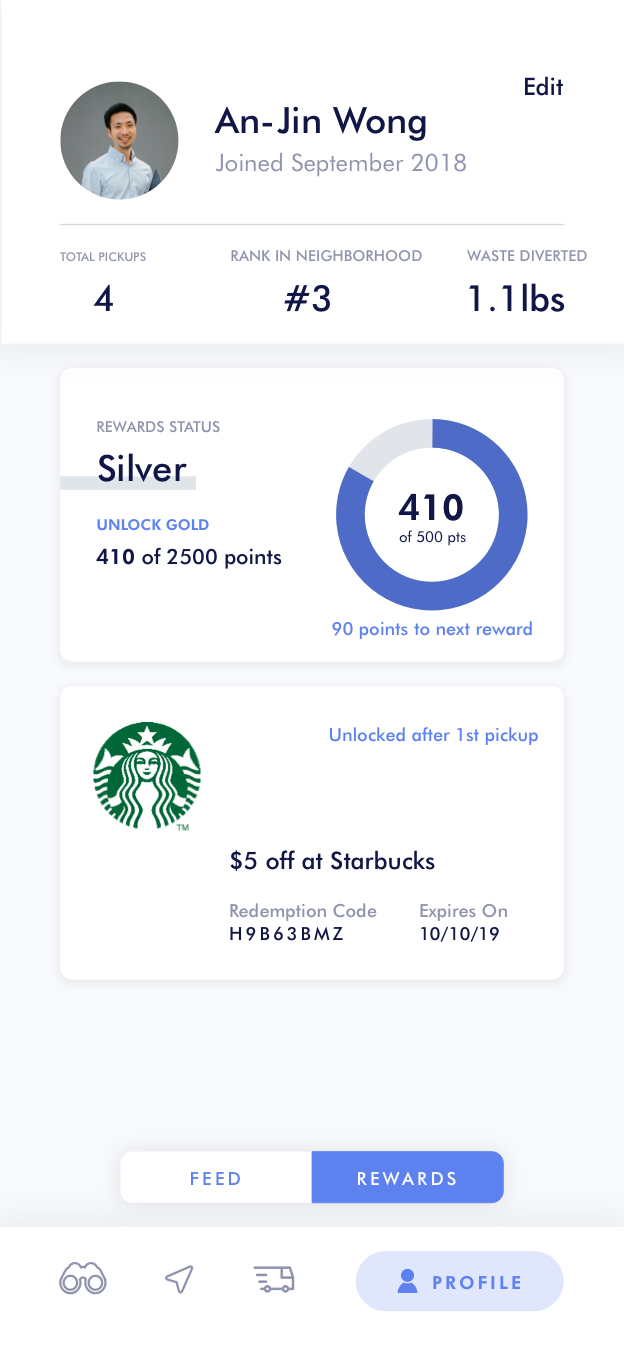 Edit
An-Jin Wong
Joined September 2018
TOTAL PICKUPS
RANK IN NEIGHBORHOOD
WASTE DIVERTED
4
#3
1.1lbs
REWARDS STATUS
Silver
UNLOCK GOLD
410 of 2500 points
410
of 500 pts
90 points to next reward
Unlocked after 1st pickup
TM
$5 off at Starbucks
Redemption Code
H9B63BMZ
Expires On
10/10/19
FEED
REWARDS
PROFILE